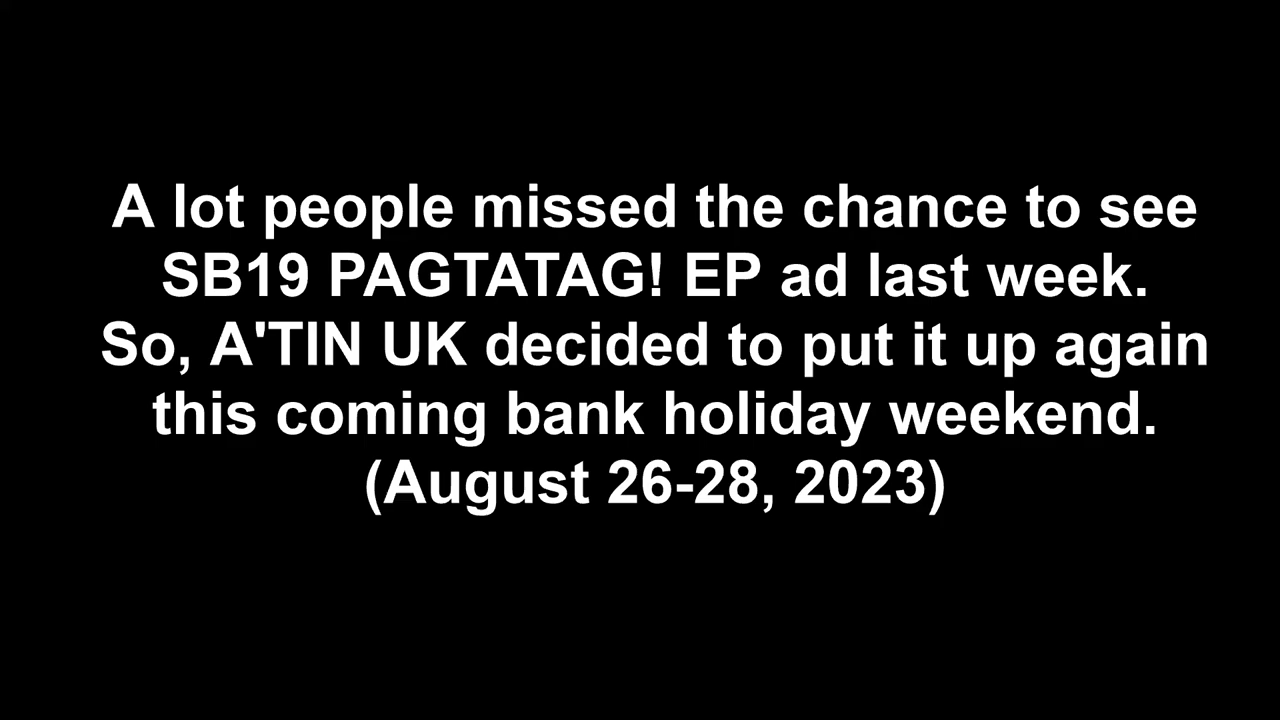 A lot people missed the chance to see
SB19 PAGTATAG! EP ad last week.
So, A'TIN UK decided to put it up again
this coming bank holiday weekend.
(August 26-28, 2023)